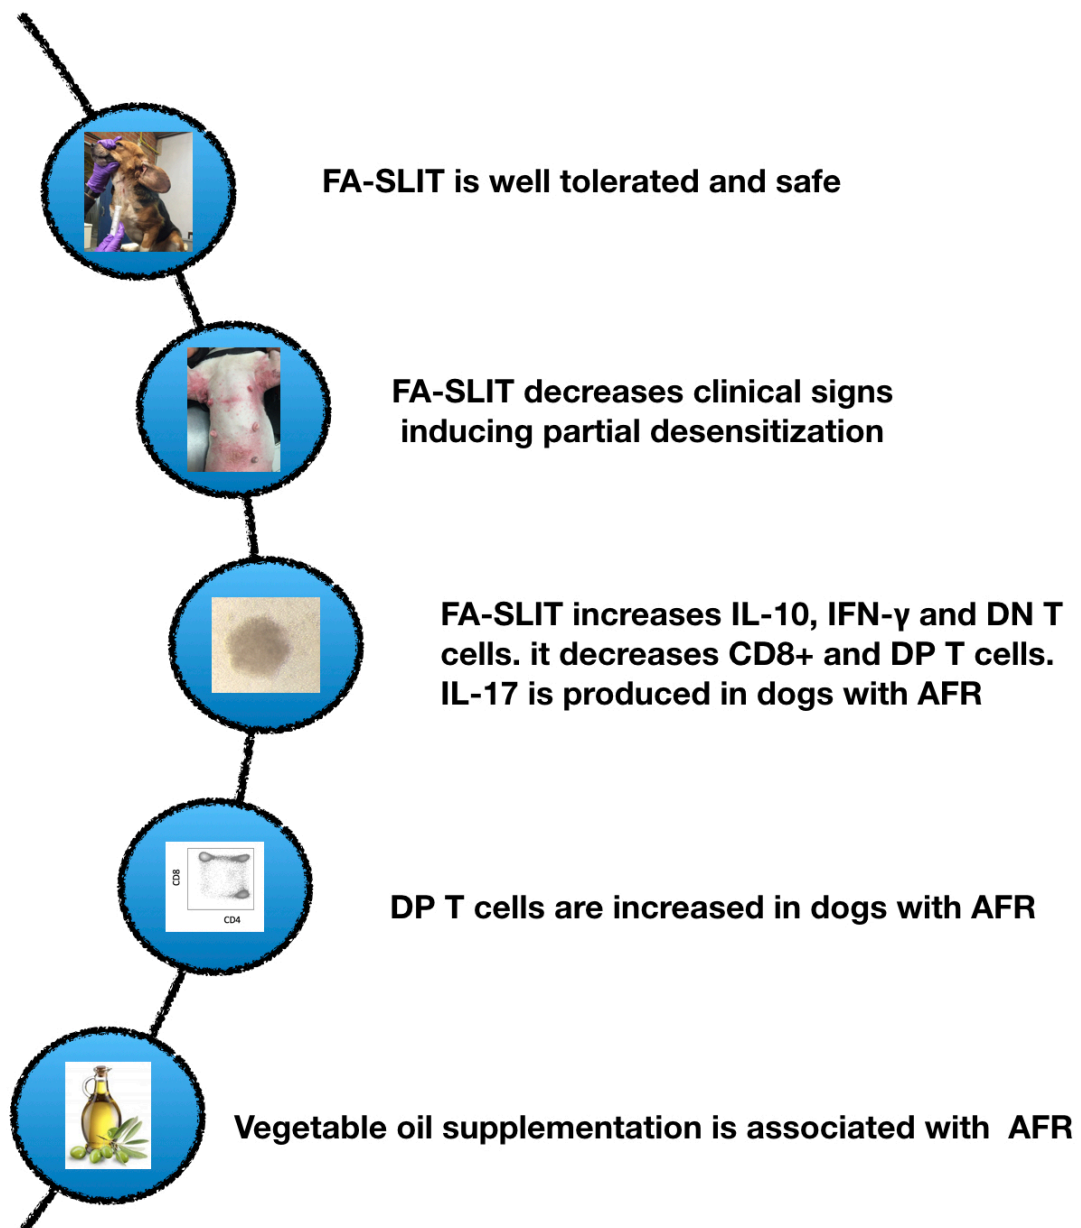 FA-SLIT is well tolerated and safe
FA-SLIT decreases clinical signs
inducing partial desensitization
FA-SLIT increases IL-10, IFN-γ and DN T
cells. it decreases CD8+ and DP T cells.
IL-17 is produced in dogs with AFR
CD8
CD4
DP T cells are increased in dogs with AFR
Vegetable oil supplementation is associated with AFR